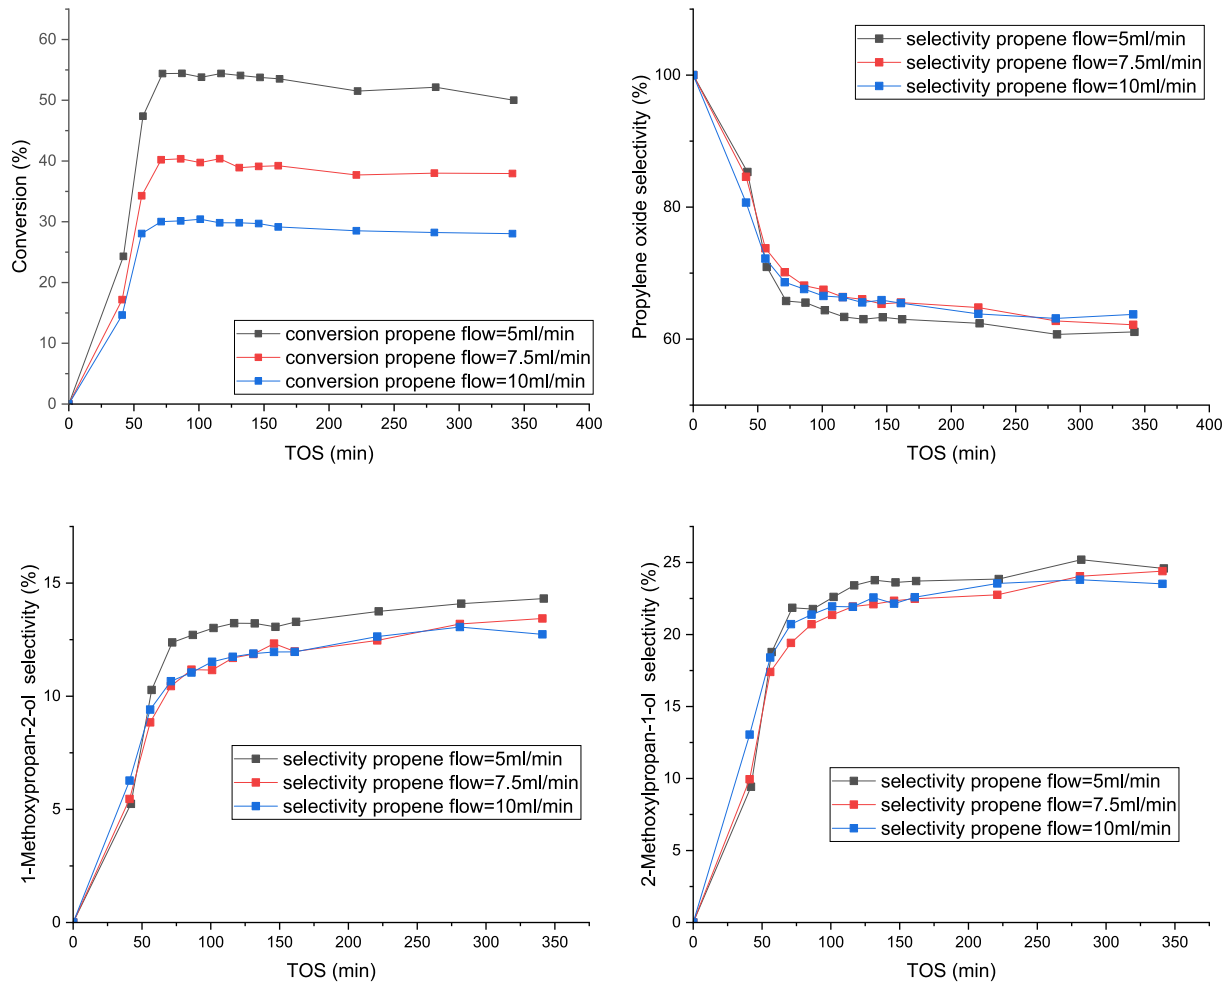 60
50
40
30
20
10
0
Conversion (%)
conversion propene flow=5ml/min
conversion propene flow=7.5ml/min
conversion propene flow=10ml/min
0 50 100 150 200 250 300 350 400
TOS (min)
selectivity propene flow=5ml/min
selectivity propene flow=7.5ml/min
selectivity propene flow=10ml/min
100
80
60
Propylene oxide selectivity (%)
0 50 100 150 200 250 300 350 400
TOS (min)
15
10
5
0
1-Methoxypropan-2-ol selectivity (%)
selectivity propene flow=5ml/min
selectivity propene flow=7.5ml/min
selectivity propene flow=10ml/min
0 50 100 150 200 250 300 350
TOS (min)
25
20
15
10
5
0
2-Methoxylpropan-1-ol selectivity (%)
selectivity propene flow=5ml/min
selectivity propene flow=7.5ml/min
selectivity propene flow=10ml/min
0 50 100 150 200 250 300 350
TOS (min)